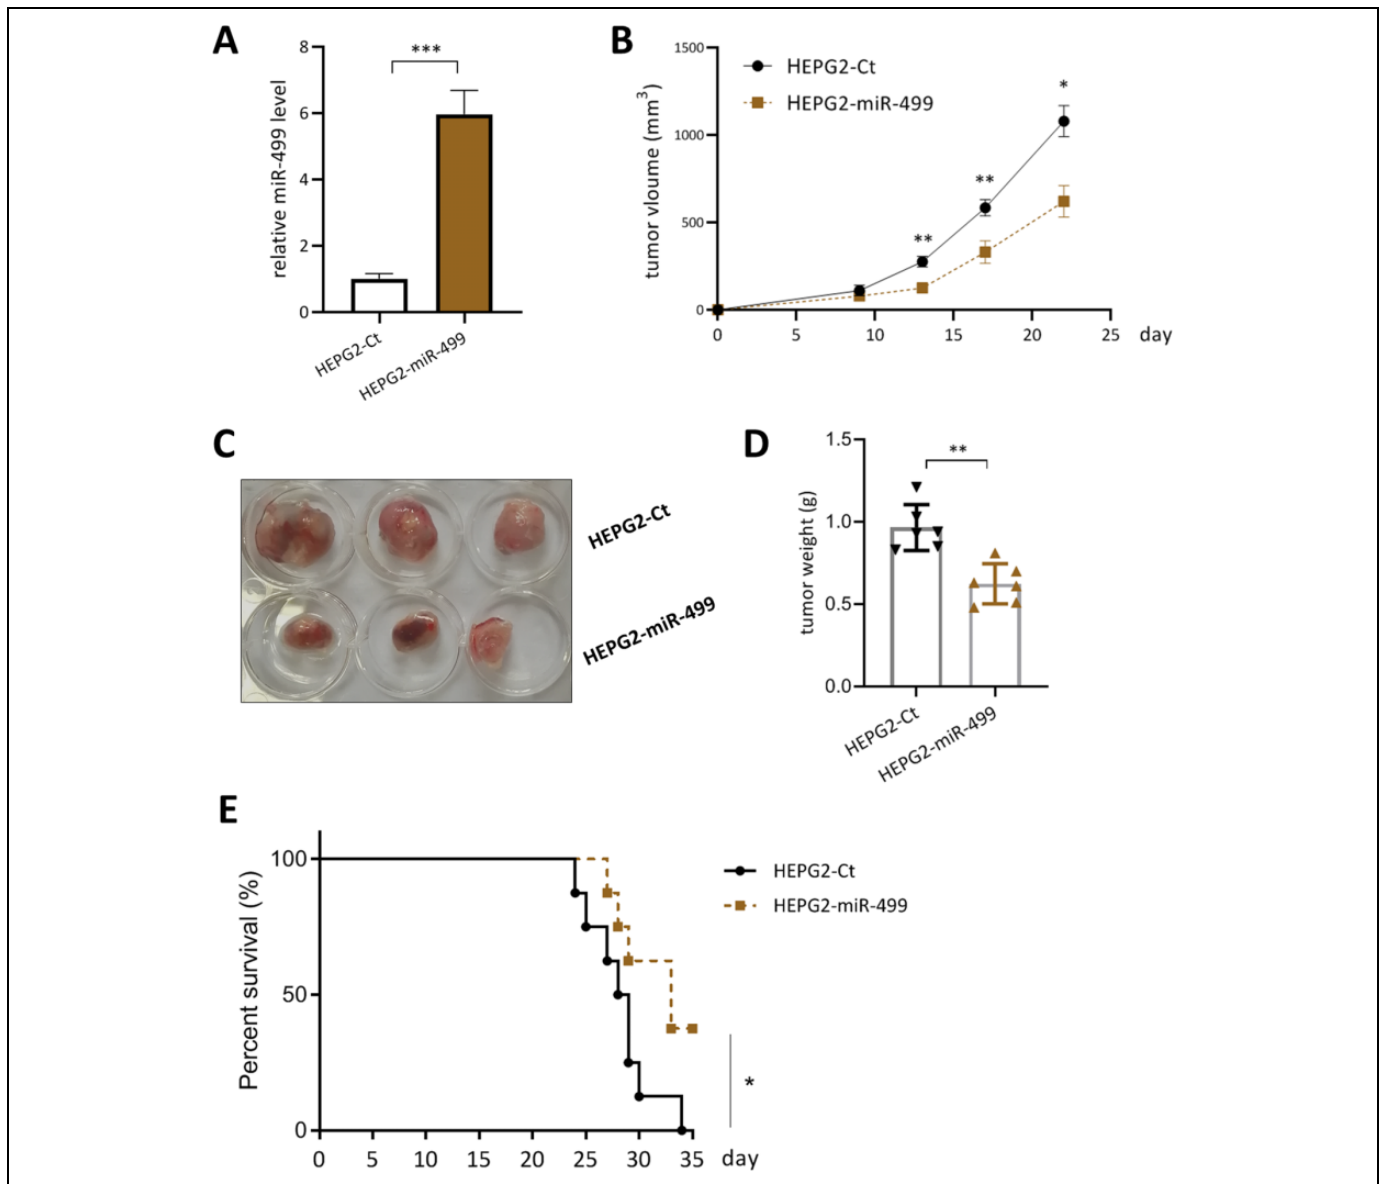 A
relative miR-499 level
8
6
4
2
0
***
HEPG2-Ct
HEPG2-miR-499
B
tumor vloume (mm³)
1500
1000
500
0
HEPG2-Ct
HEPG2-miR-499
**
**
*
0 5 10 15 20 25 day
C
HEPG2-Ct
HEPG2-miR-499
D
tumor weight (g)
1.5
1.0
0.5
0.0
**
HEPG2-Ct
HEPG2-miR-499
E
Percent survival (%)
100
50
0
HEPG2-Ct
HEPG2-miR-499
*
0 5 10 15 20 25 30 35 day